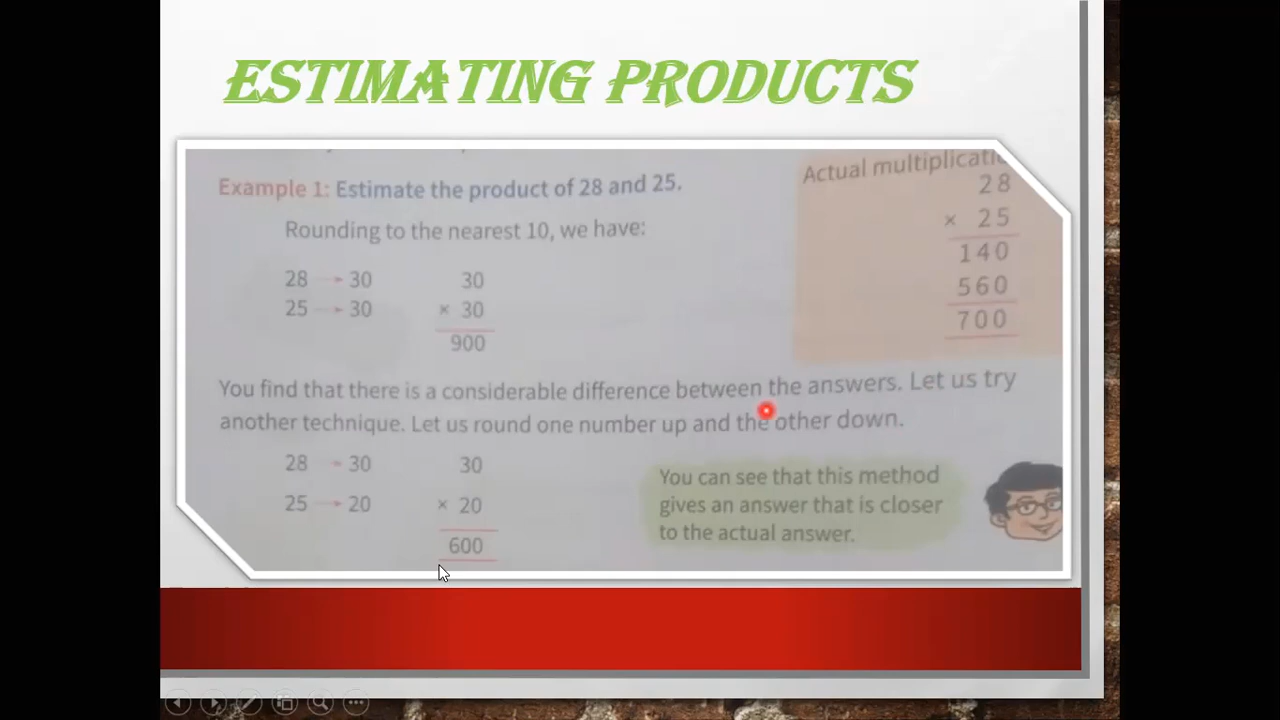 ESTIMATING PRODUCTS
Example 1: Estimate the product of 28 and 25.
Rounding to the nearest 10, we have:
28 → 30 30
25 → 30 × 30
900
Actual
28
× 25
140
560
700
You find that there is a considerable difference between the answers. Let us try
another technique. Let us round one number up and the other down.
28 → 30 30
25 → 20 × 20
600
You can see that this method
gives an answer that is closer
to the actual answer.